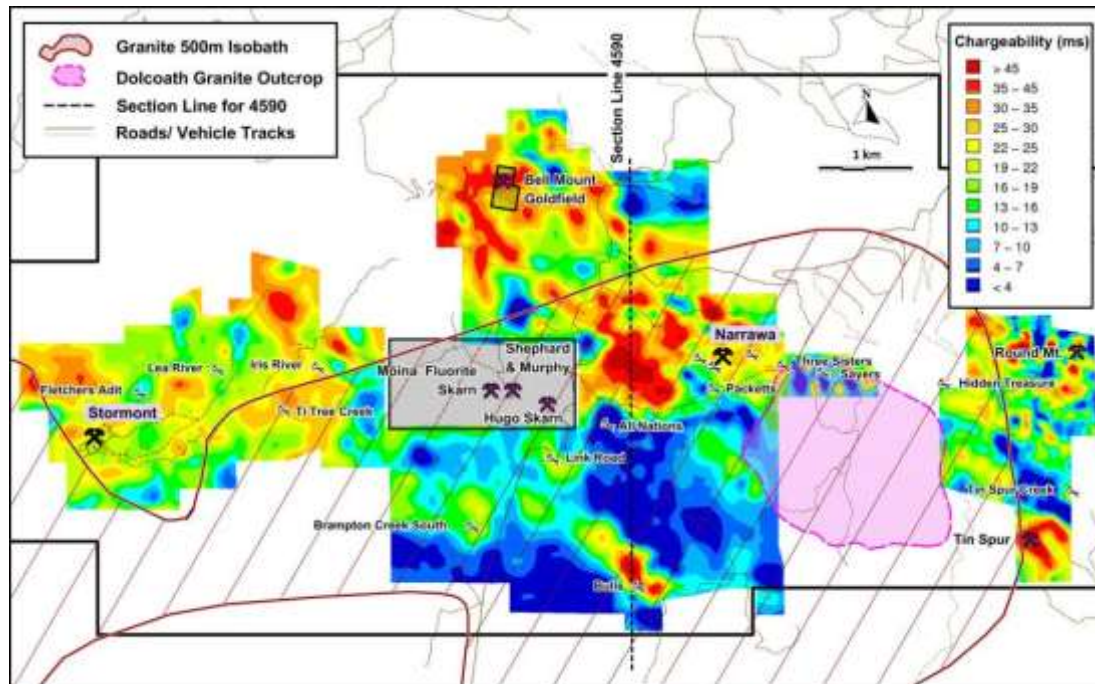 Granite 500m Isobath
Dolcoath Granite Outcrop
Section Line for 4590
Roads/ Vehicle Tracks
Section Line 4590
N
1 km
Chargeability (ms)
> 45
35 - 45
30 - 35
25 - 30
22 - 25
19 - 22
16 - 19
13 - 16
10 - 13
7 - 10
4 - 7
< 4
Bell Mount
Goldfield
Narrawa
Shephard
& Murphy
Moina Fluorite
Skarn
Hugo Skarn
Three Sisters
Sayers
Packetts
Round Mt.
Hidden Treasure
Lea River
Iris River
Fletchers Adit
Stormont
Ti Tree Creek
All Nations
Link Road
Brampton Creek South
Tin Spur Creek
Tin Spur